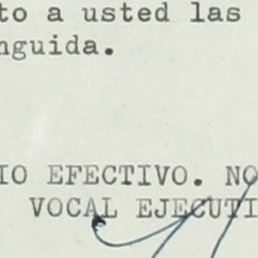 to a usted las
nguida.
IO EFECTIVO. NO
VOCAL EJECUTI